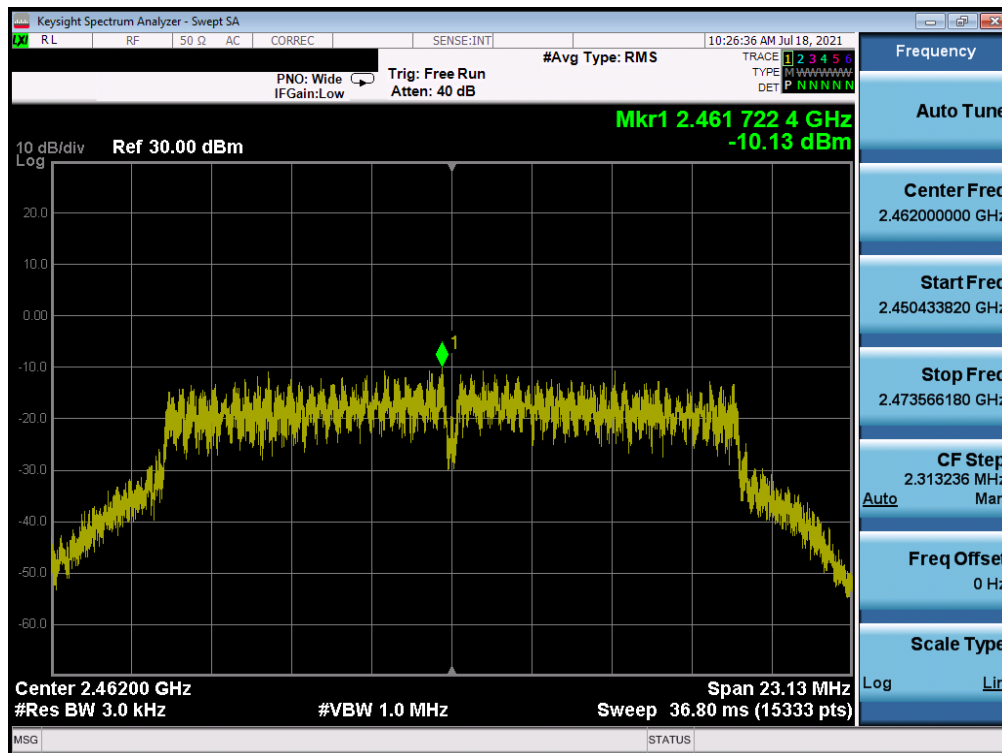 Keysight Spectrum Analyzer - Swept SA
LXI RL RF 50 Ω AC CORREC SENSE:INT 10:26:36 AM Jul 18, 2021
#Avg Type: RMS
TRACE 1 2 3 4 5 6
PNO: Wide Trig: Free Run
TYPE M WWWWW
IFGain:Low Atten: 40 dB
DET P N N N N N
Mkr1 2.461 722 4 GHz
-10.13 dBm
10 dB/div Ref 30.00 dBm
Log
20.0
10.0
0.00
-10.0
-20.0
-30.0
-40.0
-50.0
-60.0
1
Center 2.46200 GHz Span 23.13 MHz
#Res BW 3.0 kHz #VBW 1.0 MHz Sweep 36.80 ms (15333 pts)
MSG STATUS
Frequency
Auto Tune
Center Freq
2.462000000 GHz
Start Freq
2.450433820 GHz
Stop Freq
2.473566180 GHz
CF Step
2.313236 MHz
Auto Man
Freq Offset
0 Hz
Scale Type
Log Lin